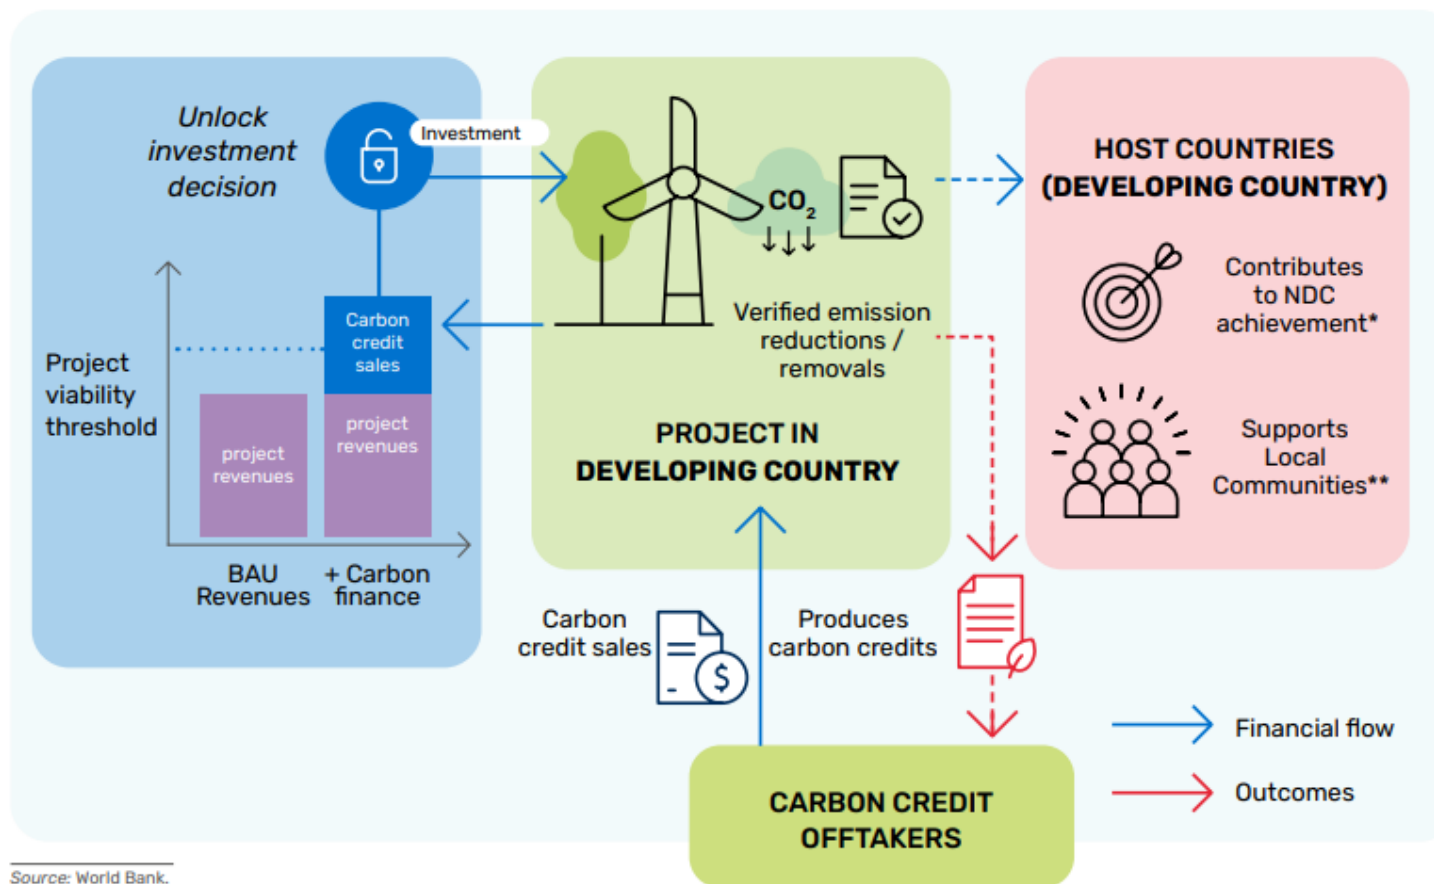 Unlock
investment
decision
Investment
Project
viability
threshold
Carbon
credit
sales
project
revenues
project
revenues
BAU
Revenues
+ Carbon
finance
CO2
Verified emission
reductions /
removals
PROJECT IN
DEVELOPING COUNTRY
HOST COUNTRIES
(DEVELOPING COUNTRY)
Contributes
to NDC
achievement*
Supports
Local
Communities**
Carbon
credit sales
$
Produces
carbon credits
CARBON CREDIT
OFFTAKERS
Financial flow
Outcomes
Source: World Bank.